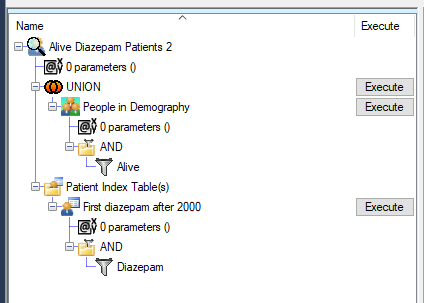 Name Execute
Alive Diazepam Patients 2
0 parameters ()
UNION Execute
People in Demography Execute
0 parameters ()
AND
Alive
Patient Index Table(s)
First diazepam after 2000 Execute
0 parameters ()
AND
Diazepam